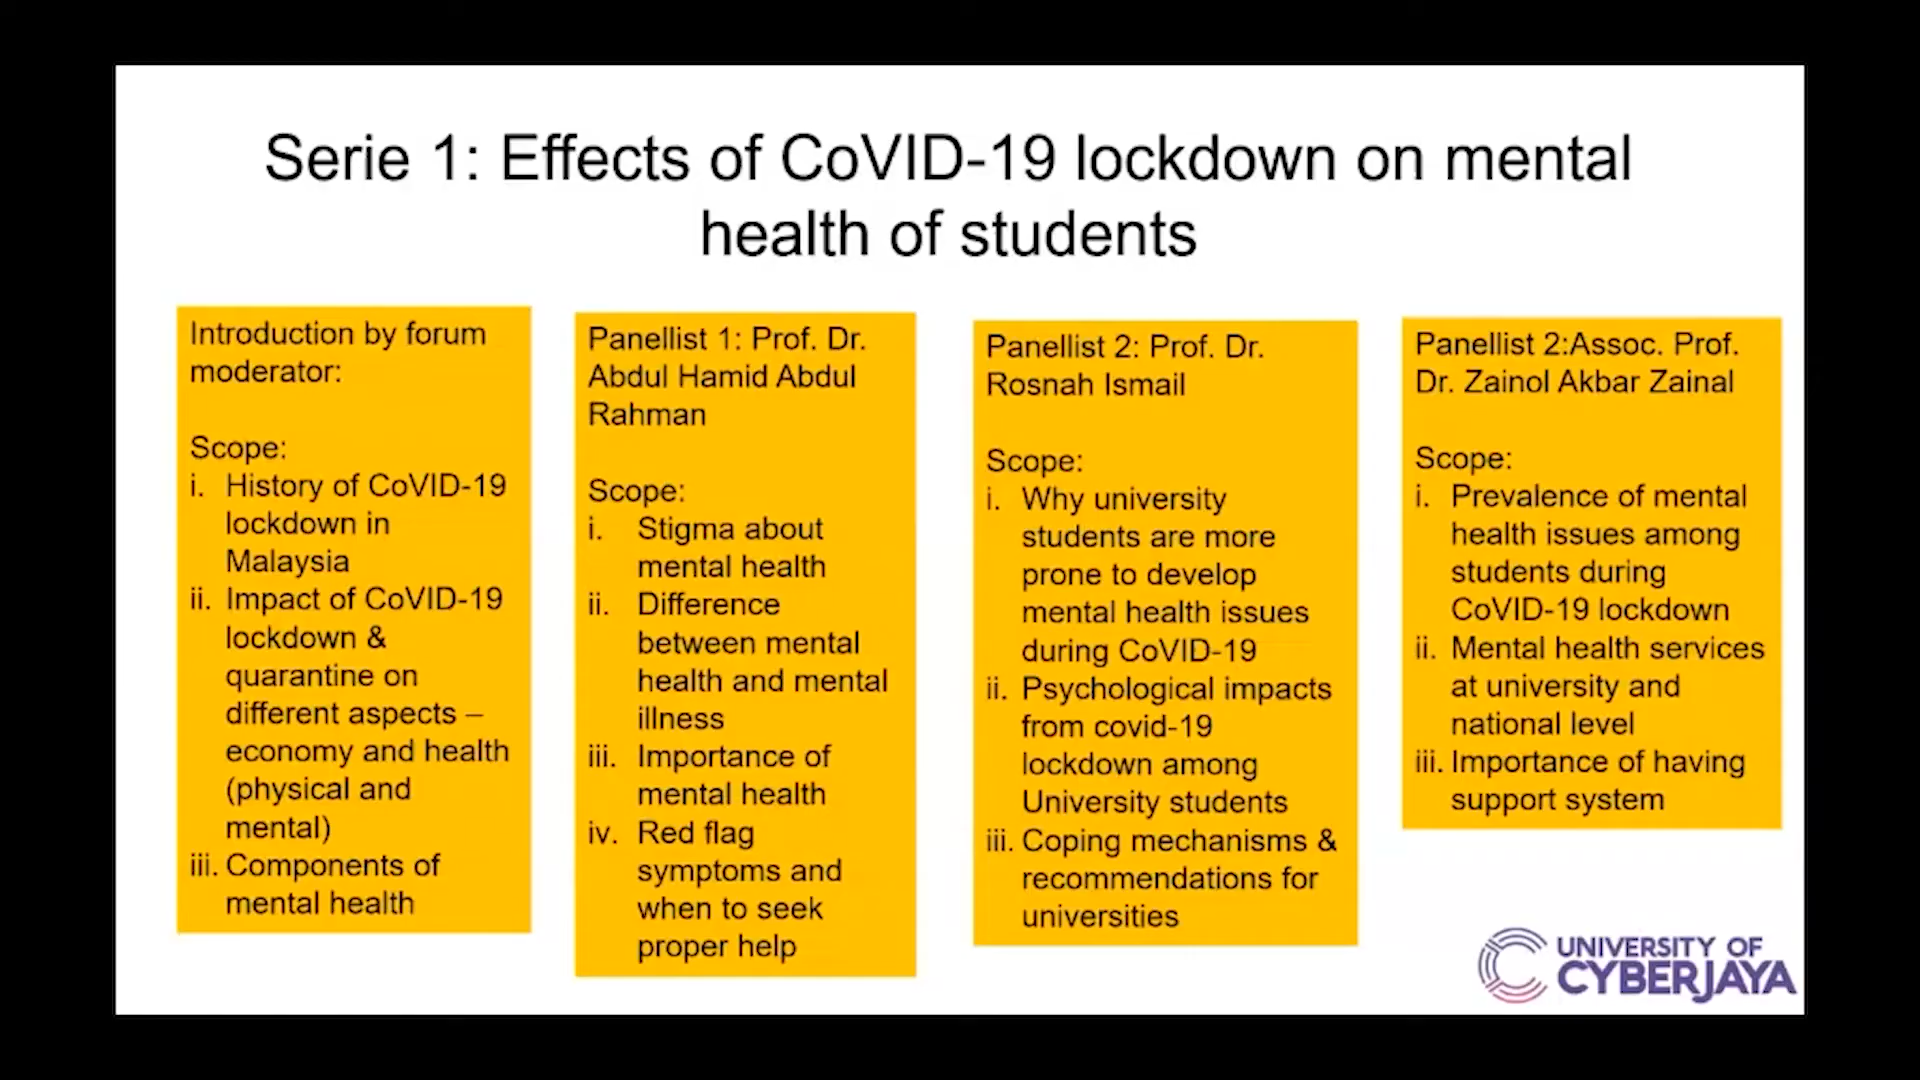 Serie 1: Effects of CoVID-19 lockdown on mental
health of students
Introduction by forum
moderator:
Scope:
i. History of CoVID-19
lockdown in
Malaysia
ii. Impact of CoVID-19
lockdown &
quarantine on
different aspects –
economy and health
(physical and
mental)
iii. Components of
mental health
Panellist 1: Prof. Dr.
Abdul Hamid Abdul
Rahman
Scope:
i. Stigma about
mental health
ii. Difference
between mental
health and mental
illness
iii. Importance of
mental health
iv. Red flag
symptoms and
when to seek
proper help
Panellist 2: Prof. Dr.
Rosnah Ismail
Scope:
i. Why university
students are more
prone to develop
mental health issues
during CoVID-19
ii. Psychological impacts
from covid-19
lockdown among
University students
iii. Coping mechanisms &
recommendations for
universities
Panellist 2:Assoc. Prof.
Dr. Zainol Akbar Zainal
Scope:
i. Prevalence of mental
health issues among
students during
CoVID-19 lockdown
ii. Mental health services
at university and
national level
iii. Importance of having
support system
UNIVERSITY OF
CYBERJAYA